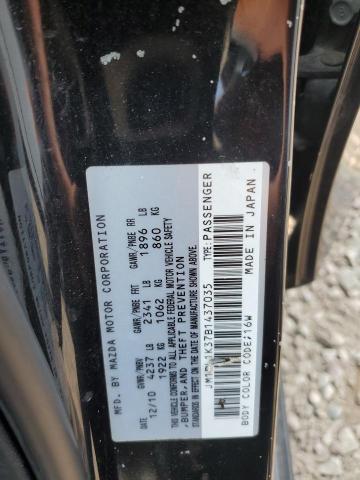 MFD. BY MAZDA MOTOR CORPORATION
GVWR/PNBV GAWR/PNBE FRT GAWR/PNBE RR
12/10 4237 LB 2341 LB 1896 LB
1922 KG 1062 KG 860 KG
THIS VEHICLE CONFORMS TO ALL
APPLICABLE FEDERAL MOTOR VEHICLE SAFETY
,BUMPER,AND THEFT PREVENTION
STANDARDS IN EFFECT ON THE DATE OF
MANUFACTURE SHOWN ABOVE.
K37B1437035 TYPE:PASSENGER
BODY COLOR CODE;16W
MADE IN JAPAN